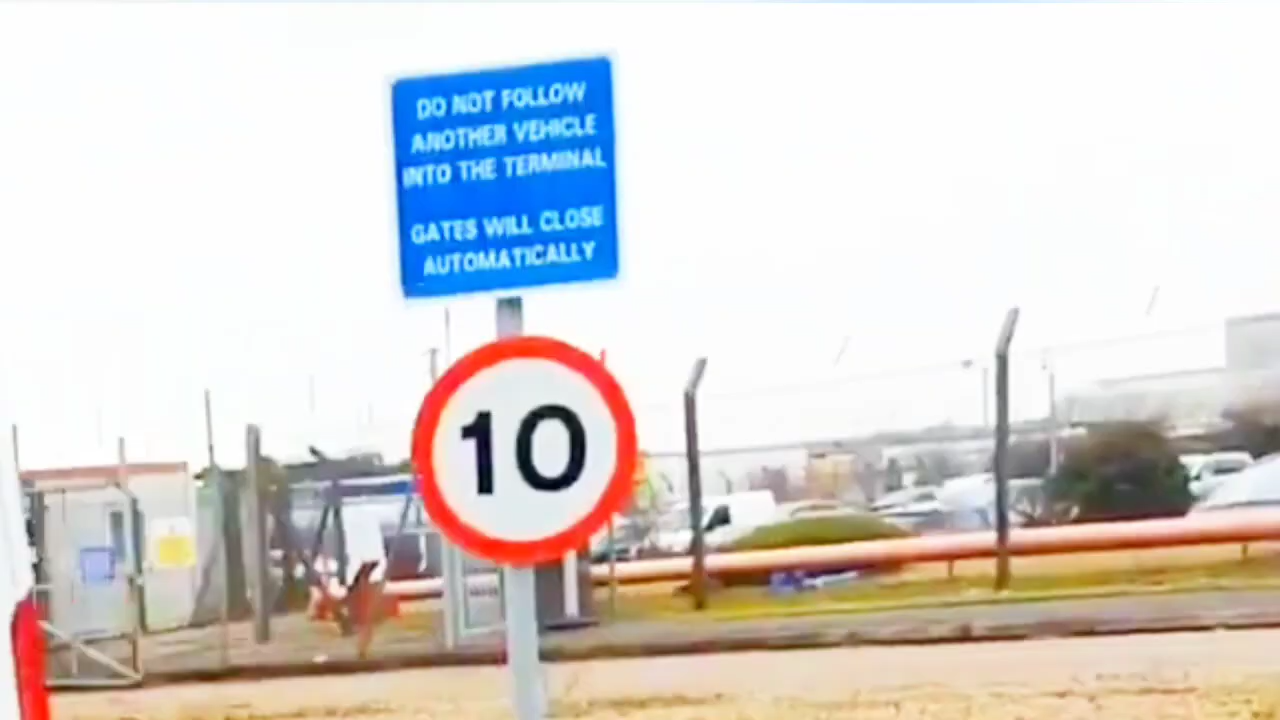 DO NOT FOLLOW
ANOTHER VEHICLE
INTO THE TERMINAL
GATES WILL CLOSE
AUTOMATICALLY
10